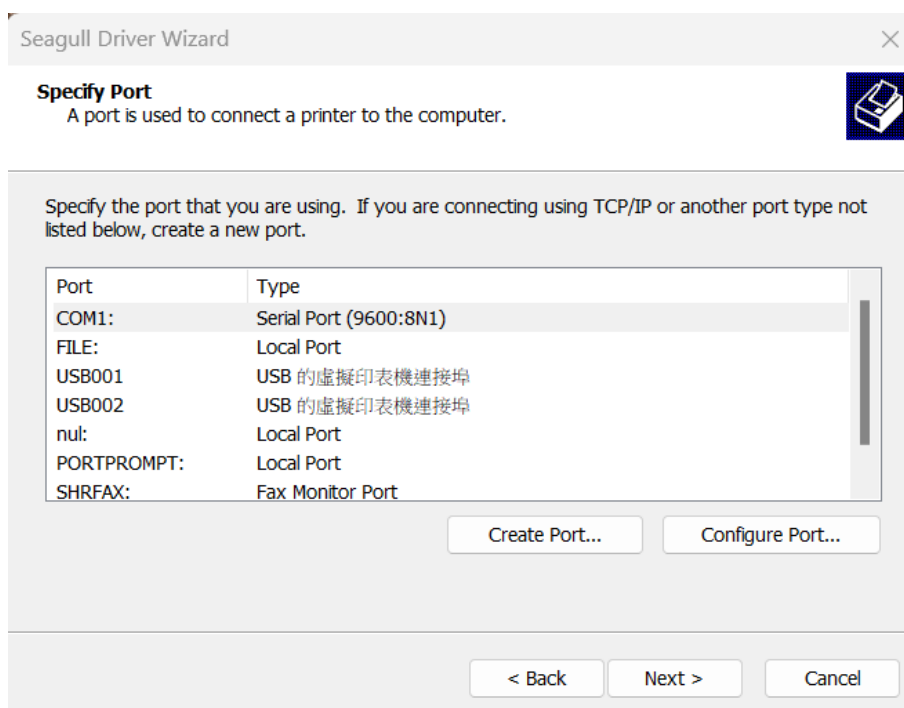 Seagull Driver Wizard
Specify Port
A port is used to connect a printer to the computer.
Specify the port that you are using. If you are connecting using TCP/IP or another port type not
listed below, create a new port.
Port Type
COM1: Serial Port (9600:8N1)
FILE: Local Port
USB001 USB 的虛擬印表機連接埠
USB002 USB 的虛擬印表機連接埠
nul: Local Port
PORTPROMPT: Local Port
SHRFAX: Fax Monitor Port
Create Port... Configure Port...
< Back Next > Cancel